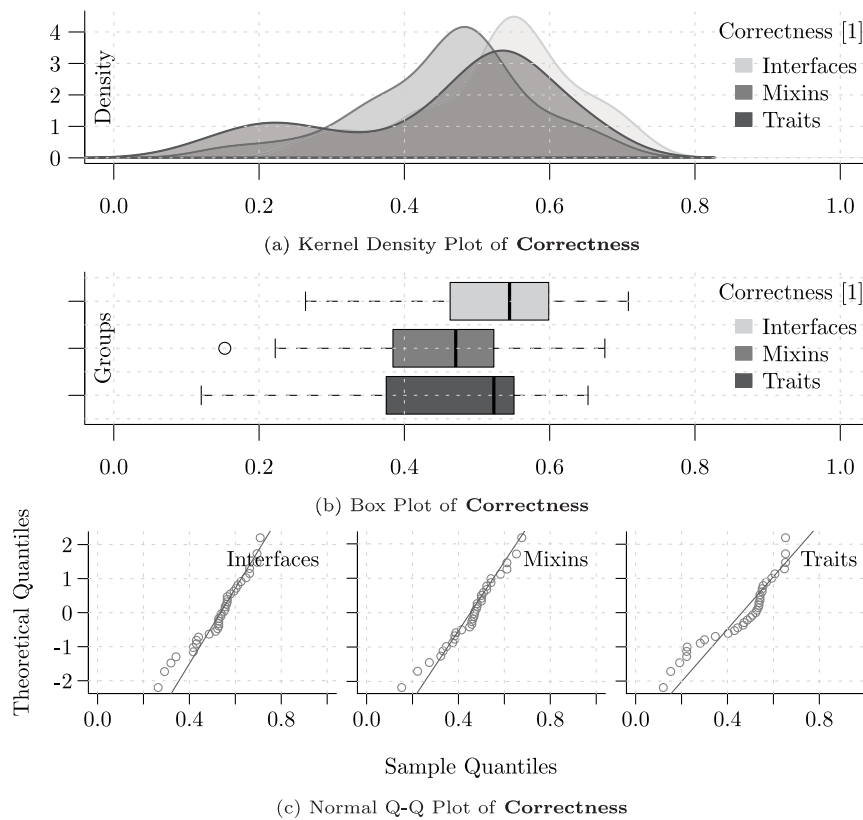 Density
4
3
2
1
0
Correctness [1]
Interfaces
Mixins
Traits
0.0 0.2 0.4 0.6 0.8 1.0
(a) Kernel Density Plot of Correctness
Groups
Correctness [1]
Interfaces
Mixins
Traits
0.0 0.2 0.4 0.6 0.8 1.0
(b) Box Plot of Correctness
Theoretical Quantiles
2
1
0
-1
-2
Interfaces
Mixins
Traits
0.0 0.4 0.8 0.0 0.4 0.8 0.0 0.4 0.8
Sample Quantiles
(c) Normal Q-Q Plot of Correctness